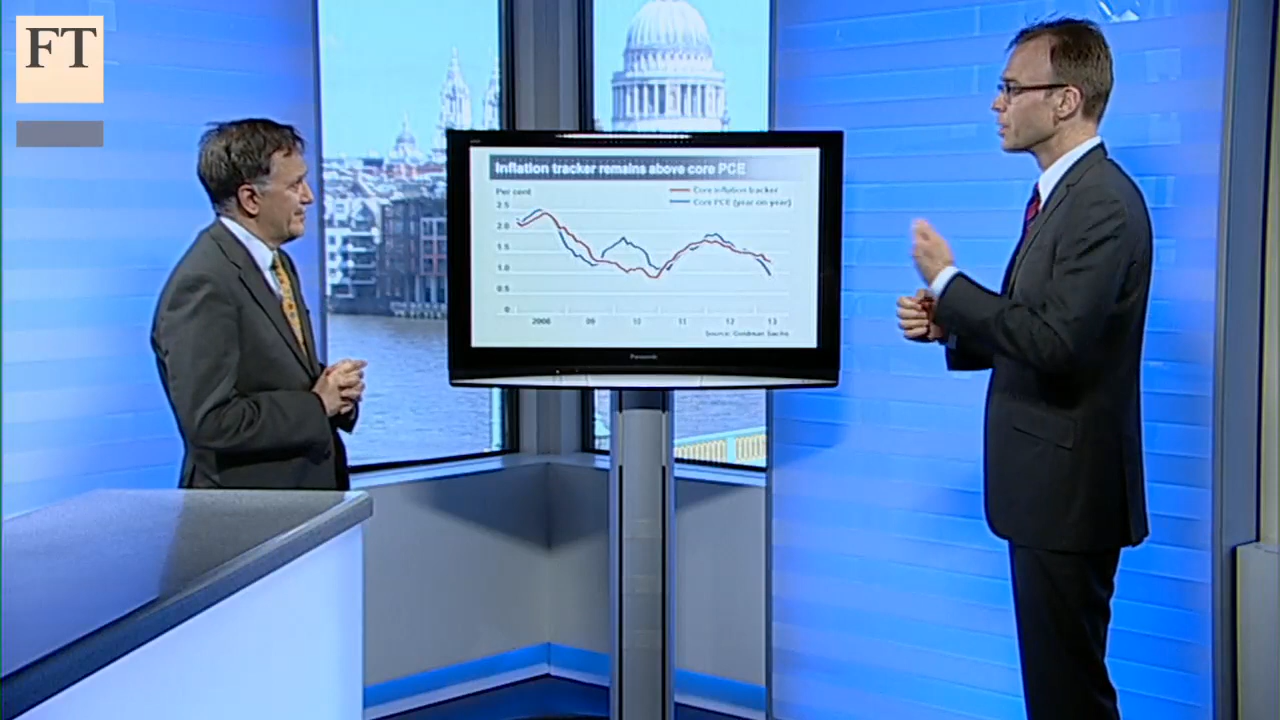 FT
Inflation tracker remains above core PCE
Per cent
Core inflation tracker
Core PCE (year on year)
2.5
2.0
1.5
1.0
0.5
0
2008 09 10 11 12 13
Source: Goldman Sachs
Panasonic